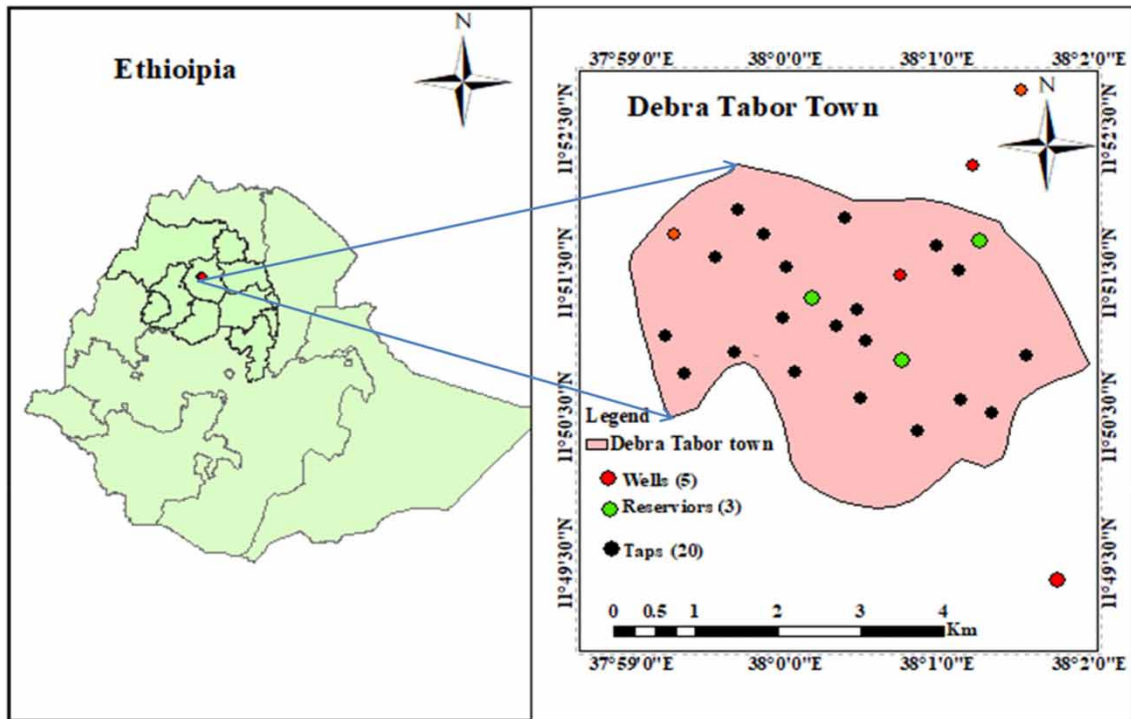 N
Ethioipia
37°59'0"E 38°0'0"E 38°1'0"E 38°2'0"E
Debra Tabor Town
N
11°52'30"N
11°51'30"N
11°50'30"N
11°49'30"N
11°52'30"N
11°51'30"N
11°50'30"N
11°49'30"N
Legend
Debra Tabor town
Wells (5)
Reserviors (3)
Taps (20)
0 0.5 1 2 3 4
Km
37°59'0"E 38°0'0"E 38°1'0"E 38°2'0"E